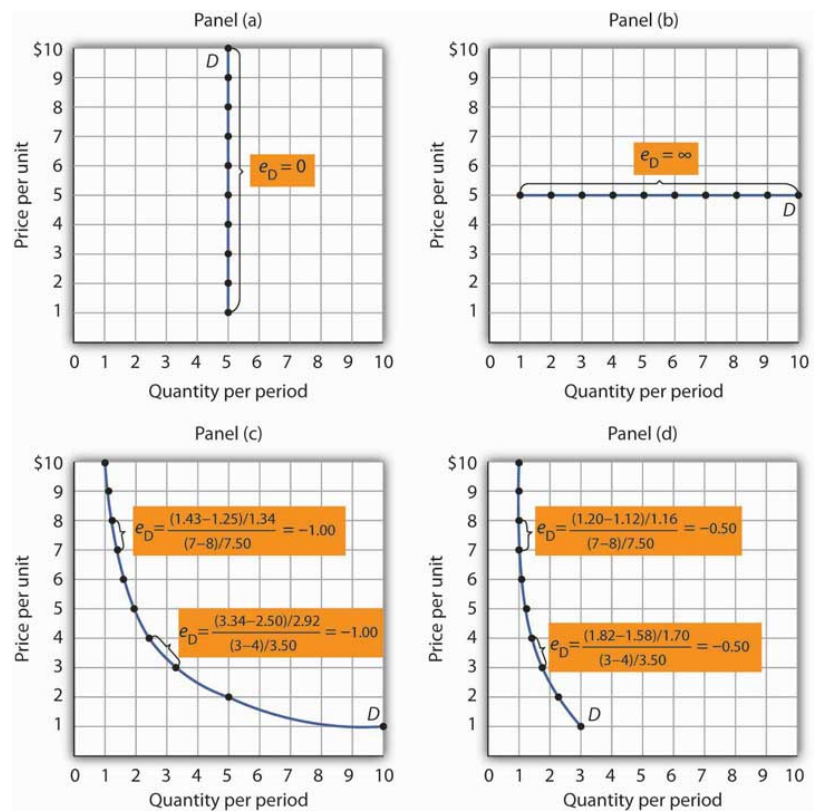 Panel (a)
$10
9
8
7
6
5
4
3
2
1
Price per unit
D
e_D = 0
0 1 2 3 4 5 6 7 8 9 10
Quantity per period
Panel (b)
$10
9
8
7
6
5
4
3
2
1
Price per unit
e_D = ∞
D
0 1 2 3 4 5 6 7 8 9 10
Quantity per period
Panel (c)
$10
9
8
7
6
5
4
3
2
1
Price per unit
e_D = (1.43–1.25)/1.34 / (7–8)/7.50 = –1.00
e_D = (3.34–2.50)/2.92 / (3–4)/3.50 = –1.00
D
0 1 2 3 4 5 6 7 8 9 10
Quantity per period
Panel (d)
$10
9
8
7
6
5
4
3
2
1
Price per unit
e_D = (1.20–1.12)/1.16 / (7–8)/7.50 = –0.50
e_D = (1.82–1.58)/1.70 / (3–4)/3.50 = –0.50
D
0 1 2 3 4 5 6 7 8 9 10
Quantity per period